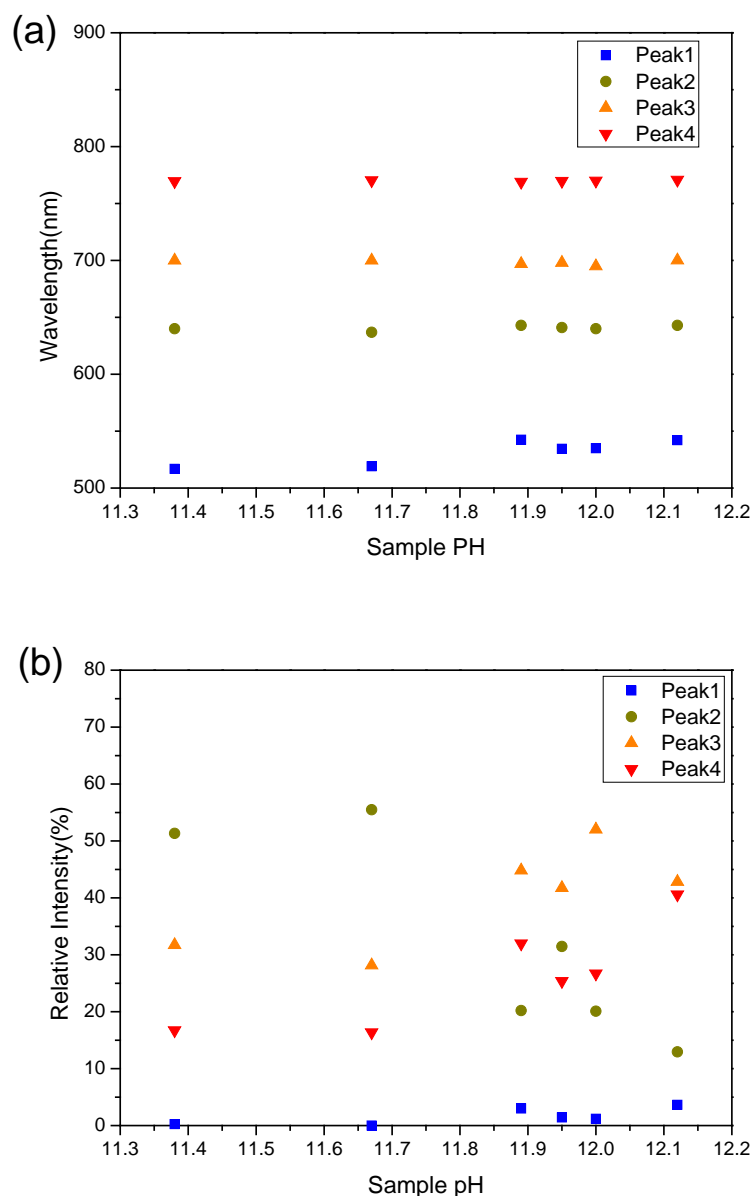 (a)
900
800
700
600
500
Wavelength(nm)
Peak1
Peak2
Peak3
Peak4
11.3 11.4 11.5 11.6 11.7 11.8 11.9 12.0 12.1 12.2
Sample PH
(b)
80
70
60
50
40
30
20
10
0
Relative Intensity(%)
Peak1
Peak2
Peak3
Peak4
11.3 11.4 11.5 11.6 11.7 11.8 11.9 12.0 12.1 12.2
Sample pH